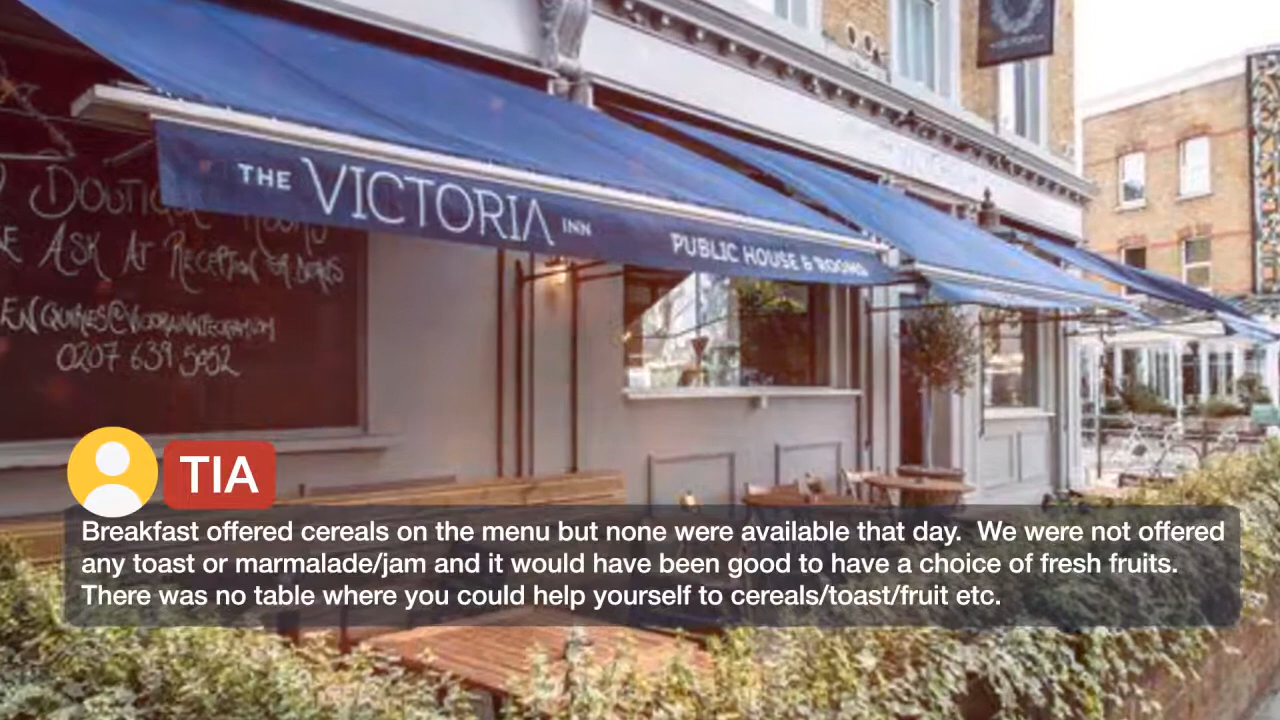 THE VICTORIA INN
PUBLIC HOUSE & ROOMS
BOUTIQUE ROOMS
ASK AT RECEPTION OR
0207 639 5052
TIA
Breakfast offered cereals on the menu but none were available that day.  We were not offered
any toast or marmalade/jam and it would have been good to have a choice of fresh fruits.
There was no table where you could help yourself to cereals/toast/fruit etc.